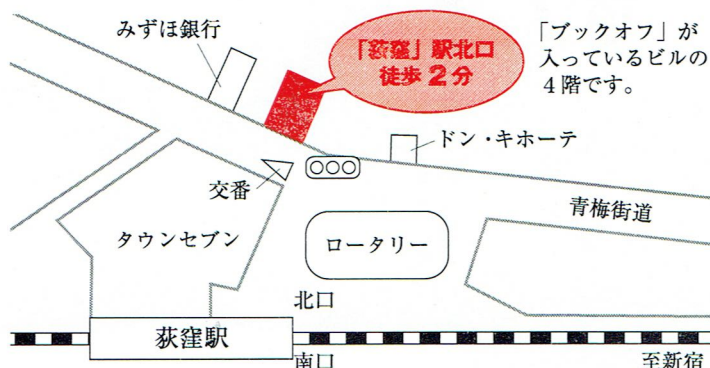 みずほ銀行
「荻窪」駅北口
徒歩 2 分
「ブックオフ」が
入っているビルの
4階です。
ドン・キホーテ
交番
青梅街道
タウンセブン
ロータリー
北口
荻窪駅
南口
至新宿